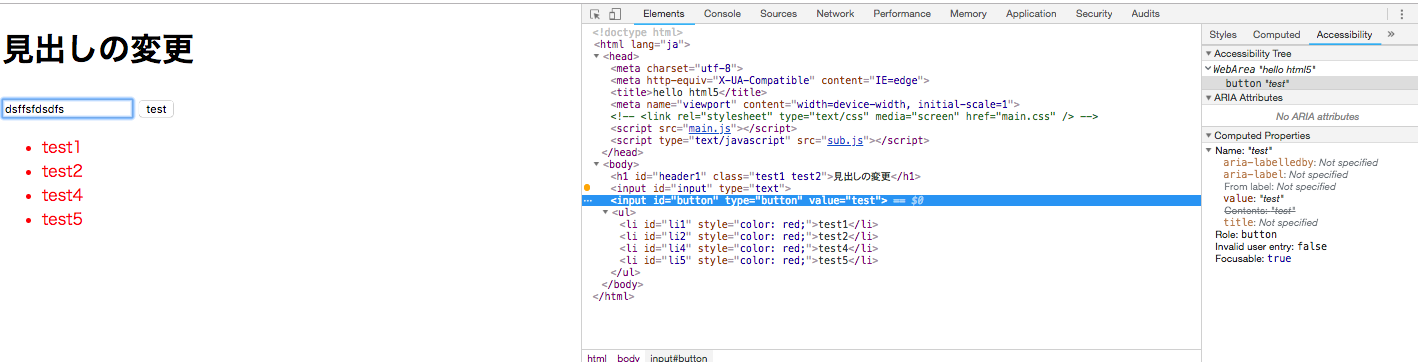 見出しの変更
dsffsfdsdfs test
test1
test2
test4
test5
Elements Console Sources Network Performance Memory Application Security Audits
<!doctype html>
<html lang="ja">
<head>
<meta charset="utf-8">
<meta http-equiv="X-UA-Compatible" content="IE=edge">
<title>hello html5</title>
<meta name="viewport" content="width=device-width, initial-scale=1">
<!-- <link rel="stylesheet" type="text/css" media="screen" href="main.css" /> -->
<script src="main.js"></script>
<script type="text/javascript" src="sub.js"></script>
</head>
<body>
<h1 id="header1" class="test1 test2">見出しの変更</h1>
<input id="input" type="text">
<input id="button" type="button" value="test"> == $0
<ul>
<li id="li1" style="color: red;">test1</li>
<li id="li2" style="color: red;">test2</li>
<li id="li4" style="color: red;">test4</li>
<li id="li5" style="color: red;">test5</li>
</ul>
</body>
</html>
html body input#button
Styles Computed Accessibility »
Accessibility Tree
WebArea "hello html5"
button "test"
ARIA Attributes
No ARIA attributes
Computed Properties
Name: "test"
aria-labelledby: Not specified
aria-label: Not specified
From label: Not specified
value: "test"
Contents: "test"
title: Not specified
Role: button
Invalid user entry: false
Focusable: true